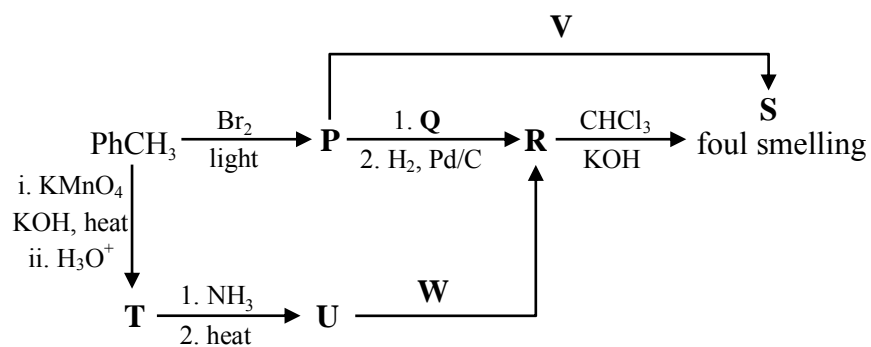 V
Br₂
1. Q
CHCl₃
S
PhCH₃
P
R
foul smelling
light
2. H₂, Pd/C
KOH
i. KMnO₄
KOH, heat
ii. H₃O⁺
1. NH₃
W
T
U
2. heat